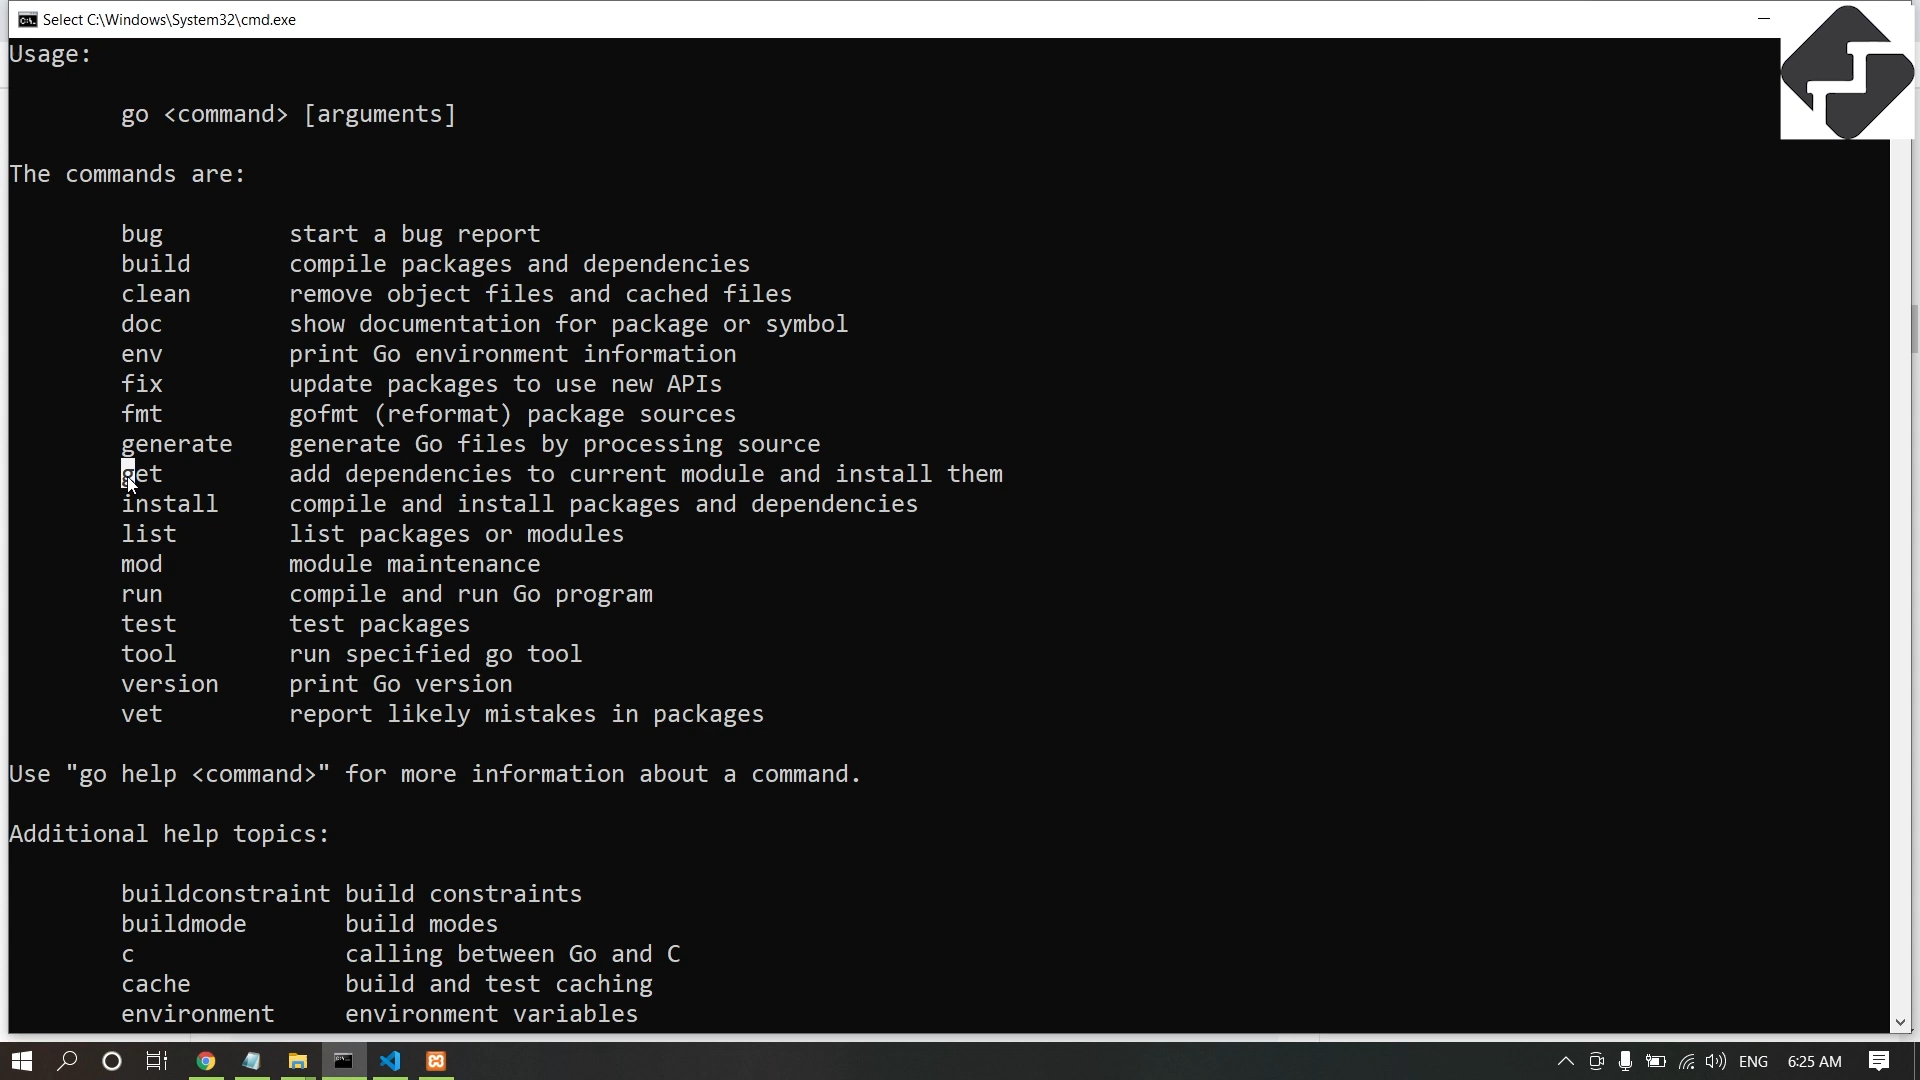 Select C:\Windows\System32\cmd.exe
Usage:
go <command> [arguments]
The commands are:
bug start a bug report
build compile packages and dependencies
clean remove object files and cached files
doc show documentation for package or symbol
env print Go environment information
fix update packages to use new APIs
fmt gofmt (reformat) package sources
generate generate Go files by processing source
get add dependencies to current module and install them
install compile and install packages and dependencies
list list packages or modules
mod module maintenance
run compile and run Go program
test test packages
tool run specified go tool
version print Go version
vet report likely mistakes in packages
Use "go help <command>" for more information about a command.
Additional help topics:
buildconstraint build constraints
buildmode build modes
c calling between Go and C
cache build and test caching
environment environment variables
ENG 6:25 AM